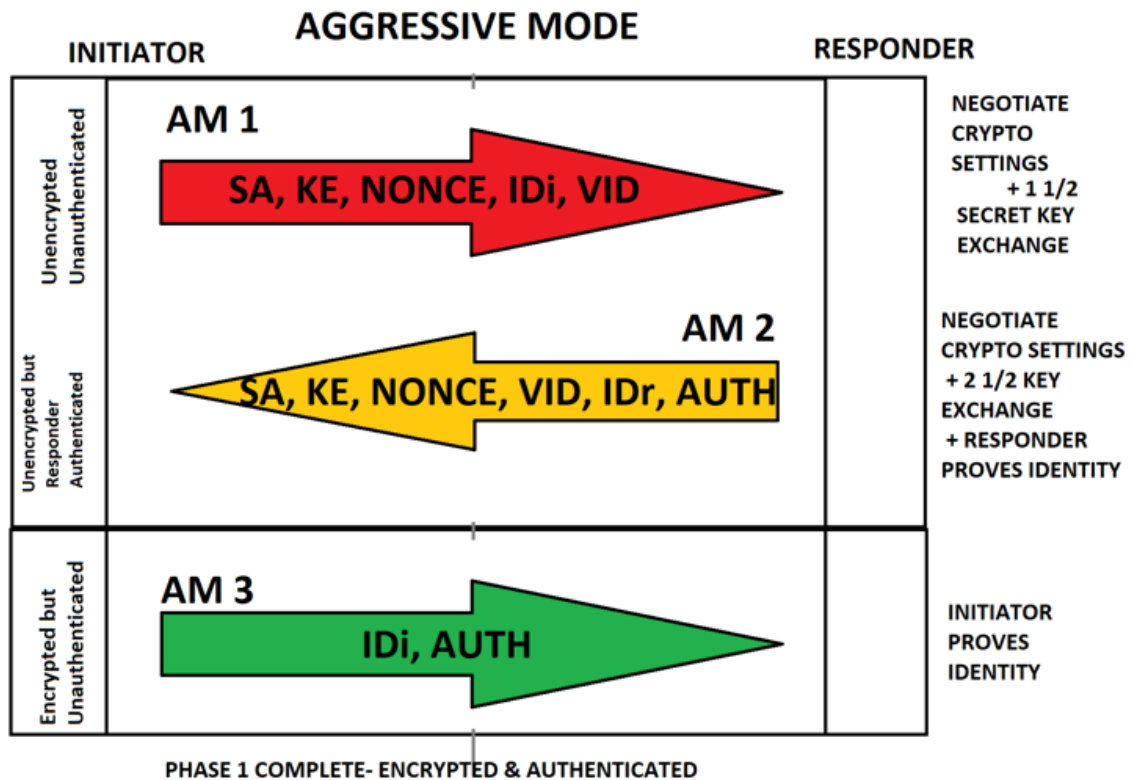 AGGRESSIVE MODE
INITIATOR
RESPONDER
Unencrypted
Unanuthenticated
AM 1
SA, KE, NONCE, IDi, VID
NEGOTIATE
CRYPTO
SETTINGS
+ 1 1/2
SECRET KEY
EXCHANGE
Unencrypted but
Responder
Authenticated
AM 2
SA, KE, NONCE, VID, IDr, AUTH
NEGOTIATE
CRYPTO SETTINGS
+ 2 1/2 KEY
EXCHANGE
+ RESPONDER
PROVES IDENTITY
Encrypted but
Unauthenticated
AM 3
IDi, AUTH
INITIATOR
PROVES
IDENTITY
PHASE 1 COMPLETE- ENCRYPTED & AUTHENTICATED